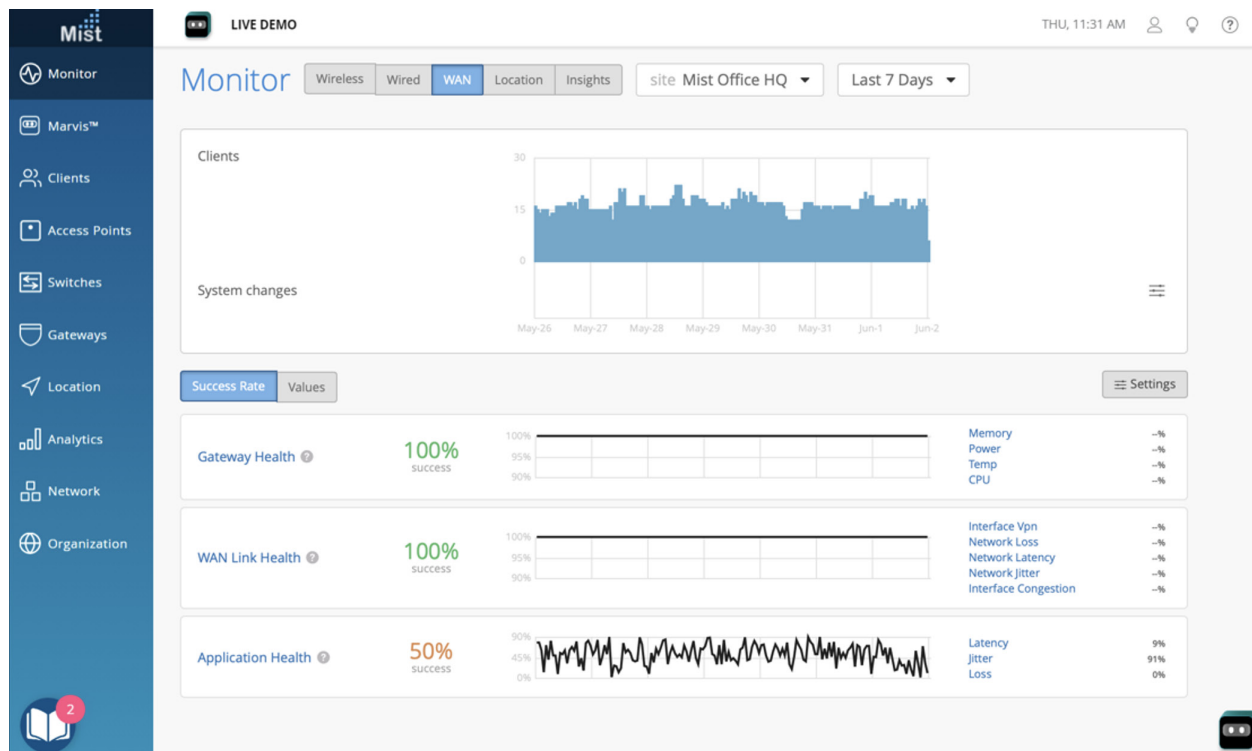 Mist
LIVE DEMO
THU, 11:31 AM
?
Monitor
Marvis™
Clients
Access Points
Switches
Gateways
Location
Analytics
Network
Organization
2
Monitor
Wireless
Wired
WAN
Location
Insights
site Mist Office HQ
Last 7 Days
Clients
30
15
0
System changes
May-26 May-27 May-28 May-29 May-30 May-31 Jun-1 Jun-2
Success Rate
Values
Settings
Gateway Health ?
100%
success
100%
95%
90%
Memory --%
Power --%
Temp --%
CPU --%
WAN Link Health ?
100%
success
100%
95%
90%
Interface Vpn --%
Network Loss --%
Network Latency --%
Network Jitter --%
Interface Congestion --%
Application Health ?
50%
success
90%
45%
0%
Latency 9%
Jitter 91%
Loss 0%